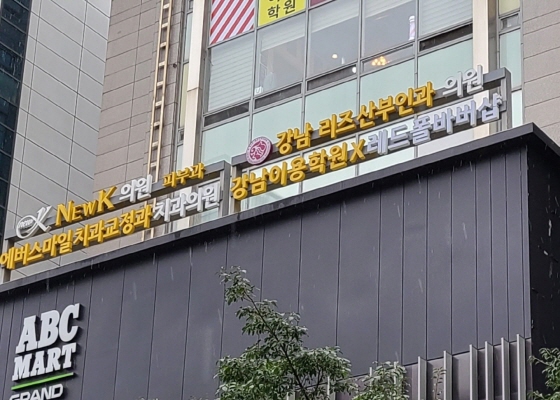 학원
강남 리즈산부인과 의원
강남이용학원X레드폴바버샵
K NEWK 의원 피부과
에버스마일치과교정과치과의원
ABC
MART
GRAND